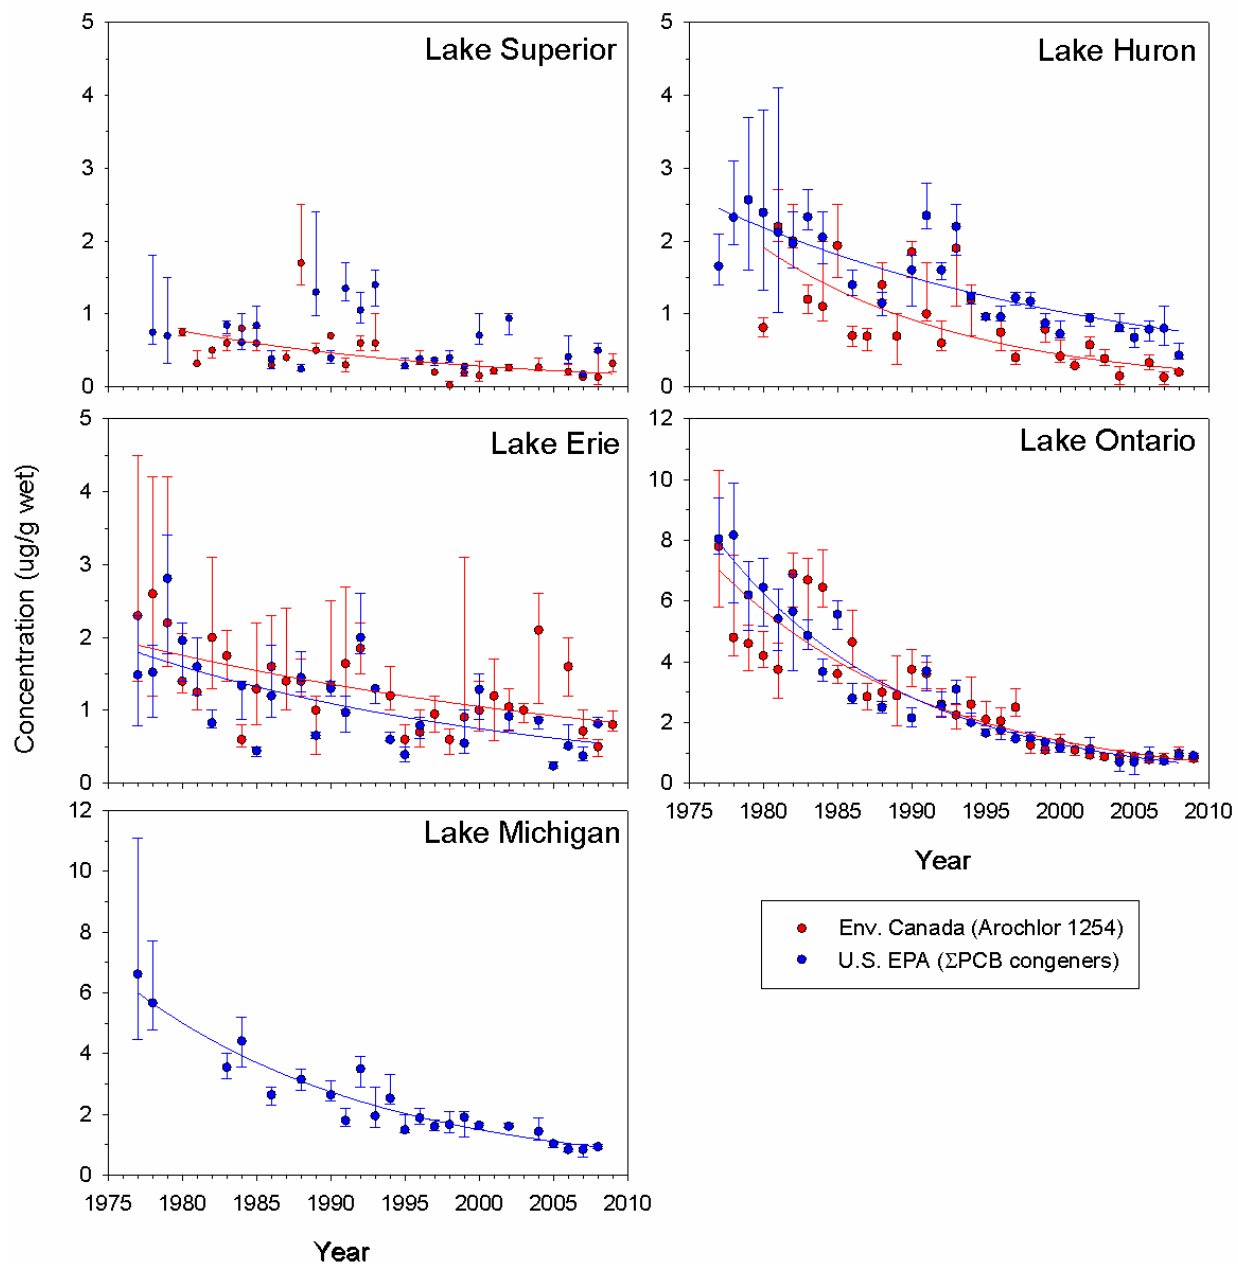 5
4
3
2
1
0
Lake Superior
5
4
3
2
1
0
Lake Huron
Concentration (ug/g wet)
5
4
3
2
1
0
Lake Erie
12
10
8
6
4
2
0
Lake Ontario
1975 1980 1985 1990 1995 2000 2005 2010
Year
12
10
8
6
4
2
0
Lake Michigan
1975 1980 1985 1990 1995 2000 2005 2010
Year
Env. Canada (Arochlor 1254)
U.S. EPA (ΣPCB congeners)